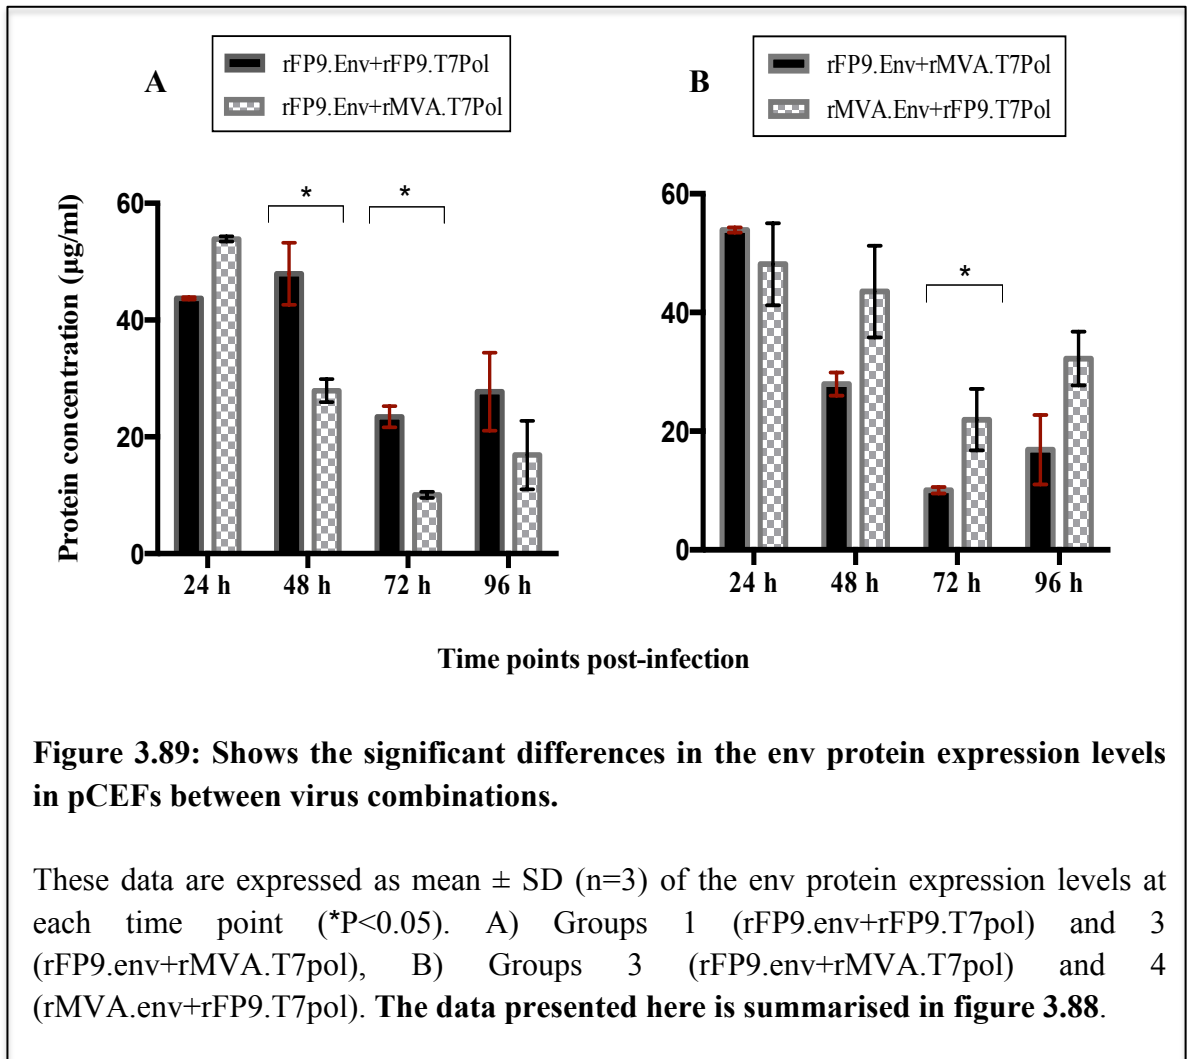 A
rFP9.Env+rFP9.T7Pol
rFP9.Env+rMVA.T7Pol
B
rFP9.Env+rMVA.T7Pol
rMVA.Env+rFP9.T7Pol
Protein concentration (µg/ml)
60
40
20
0
* *
24 h 48 h 72 h 96 h
60
40
20
0
*
24 h 48 h 72 h 96 h
Time points post-infection
Figure 3.89: Shows the significant differences in the env protein expression levels
in pCEFs between virus combinations.
These data are expressed as mean ± SD (n=3) of the env protein expression levels at
each time point (*P<0.05). A) Groups 1 (rFP9.env+rFP9.T7pol) and 3
(rFP9.env+rMVA.T7pol), B) Groups 3 (rFP9.env+rMVA.T7pol) and 4
(rMVA.env+rFP9.T7pol). The data presented here is summarised in figure 3.88.